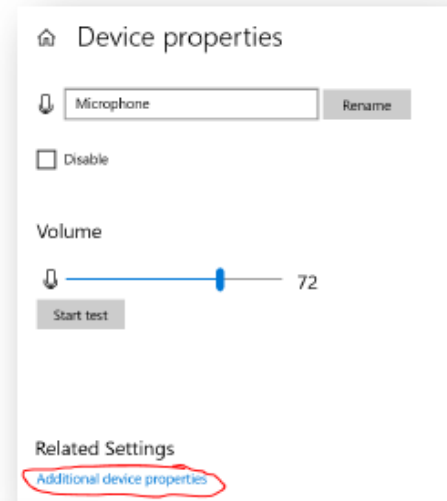 Device properties
Microphone
Rename
Disable
Volume
72
Start test
Related Settings
Additional device properties